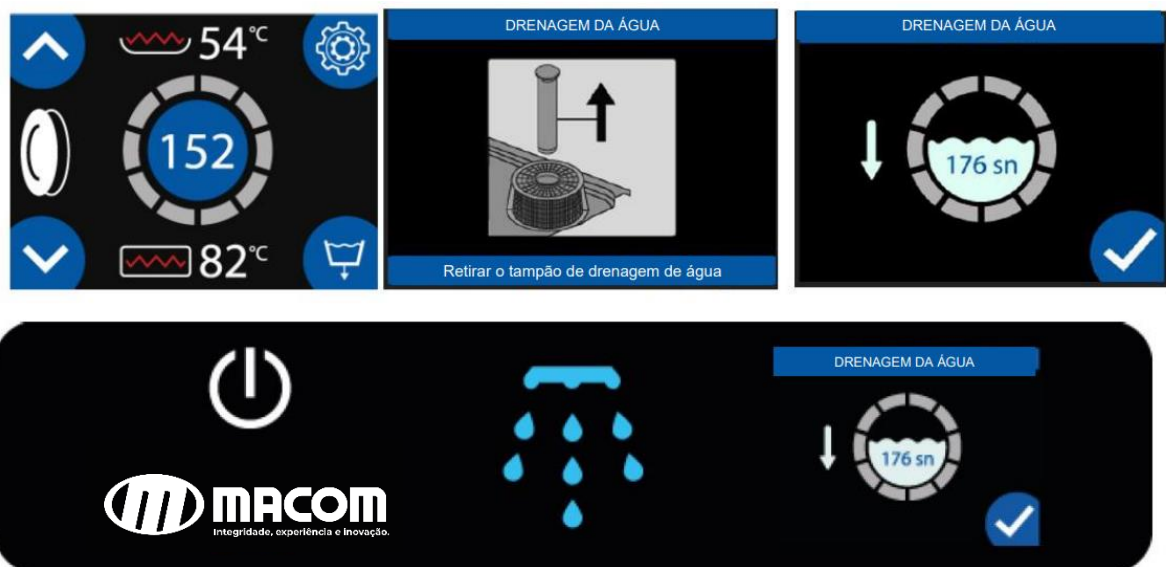 54°C
152
82°C
DRENAGEM DA ÁGUA
Retirar o tampão de drenagem de água
DRENAGEM DA ÁGUA
176 sn
DRENAGEM DA ÁGUA
176 sn
MACOM
Integridade, experiência e inovação.